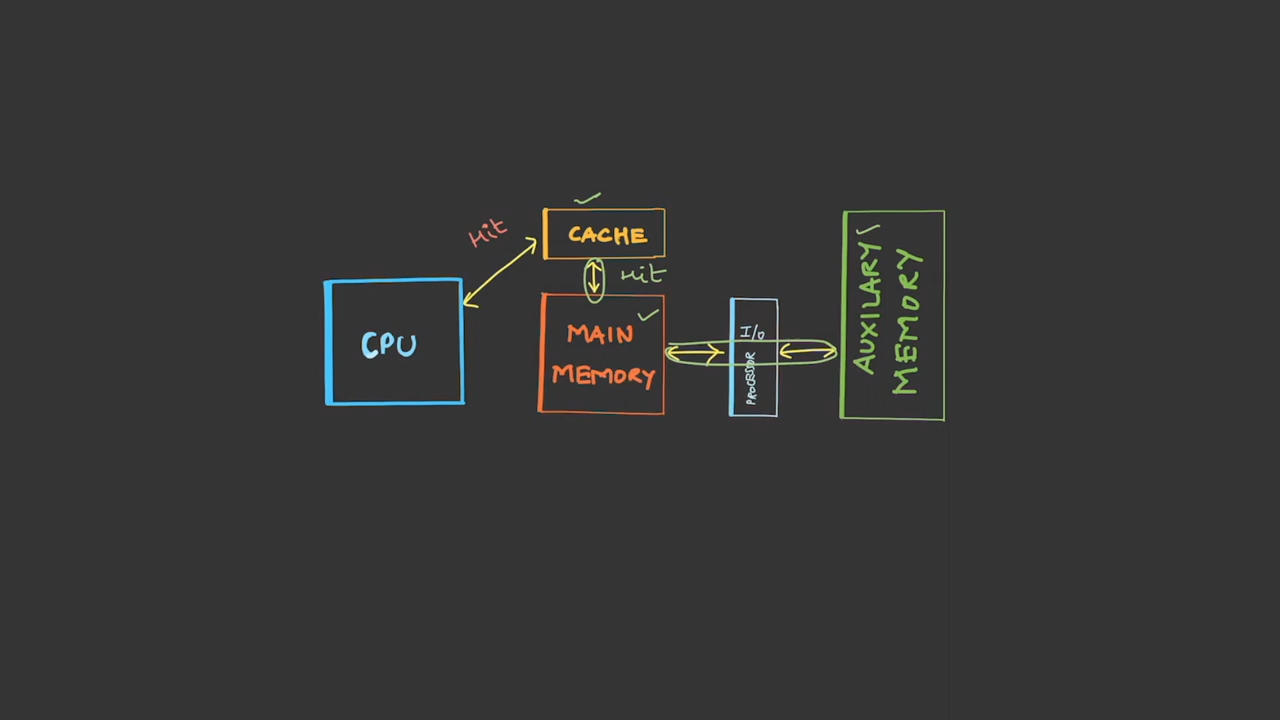 Hit
CACHE
Hit
CPU
MAIN
MEMORY
I/O
PROCESSOR
AUXILARY
MEMORY